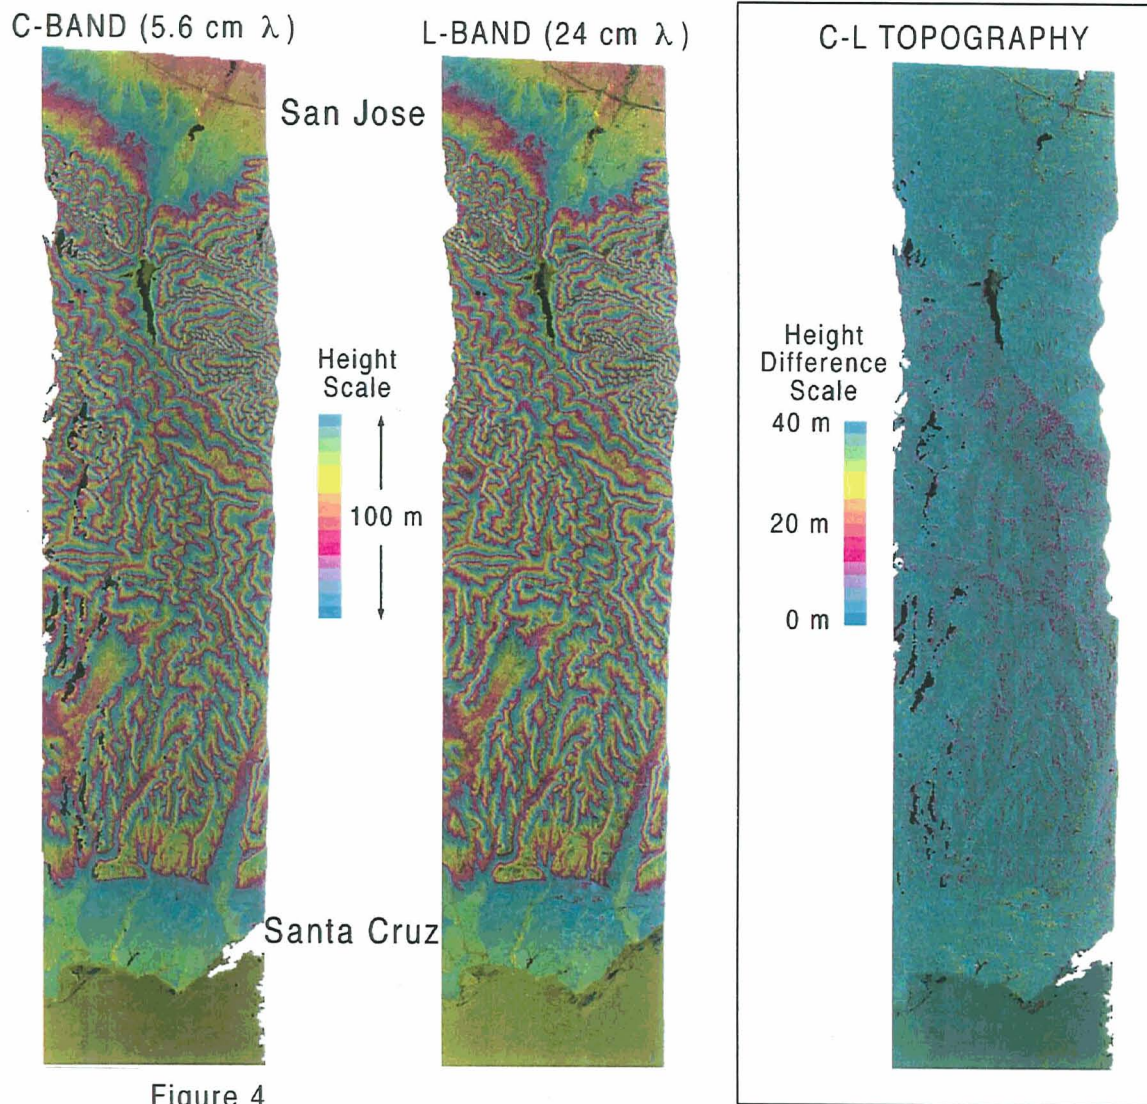 C-BAND (5.6 cm λ)
L-BAND (24 cm λ)
C-L TOPOGRAPHY
San Jose
Height
Scale
100 m
Height
Difference
Scale
40 m
20 m
0 m
Santa Cruz
Figure 4